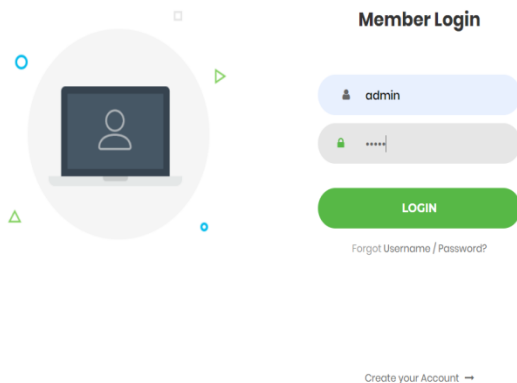 Member Login
admin
•••••
LOGIN
Forgot Username / Password?
Create your Account →